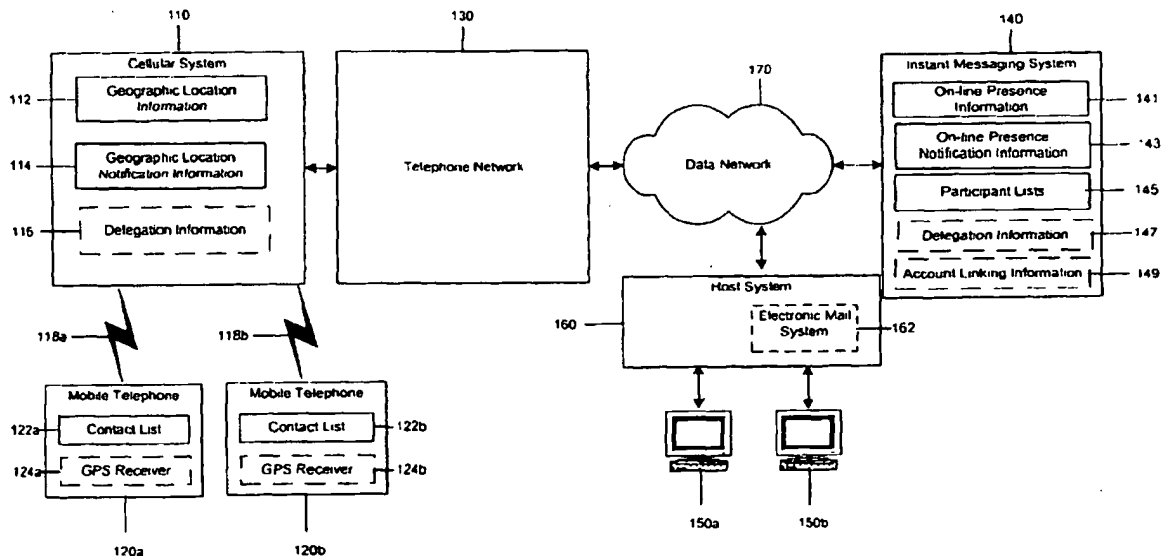 110
130
140
Cellular System
Geographic Location
Information
112
Geographic Location
Notification Information
114
Delegation Information
115
Telephone Network
170
Data Network
Instant Messaging System
On-line Presence
Information
141
On-line Presence
Notification Information
143
Participant Lists
145
Delegation Information
147
Account Linking Information
149
Host System
160
Electronic Mail
System
162
118a
118b
Mobile Telephone
122a
Contact List
124a
GPS Receiver
Mobile Telephone
Contact List
122b
GPS Receiver
124b
150a
150b
120a
120b